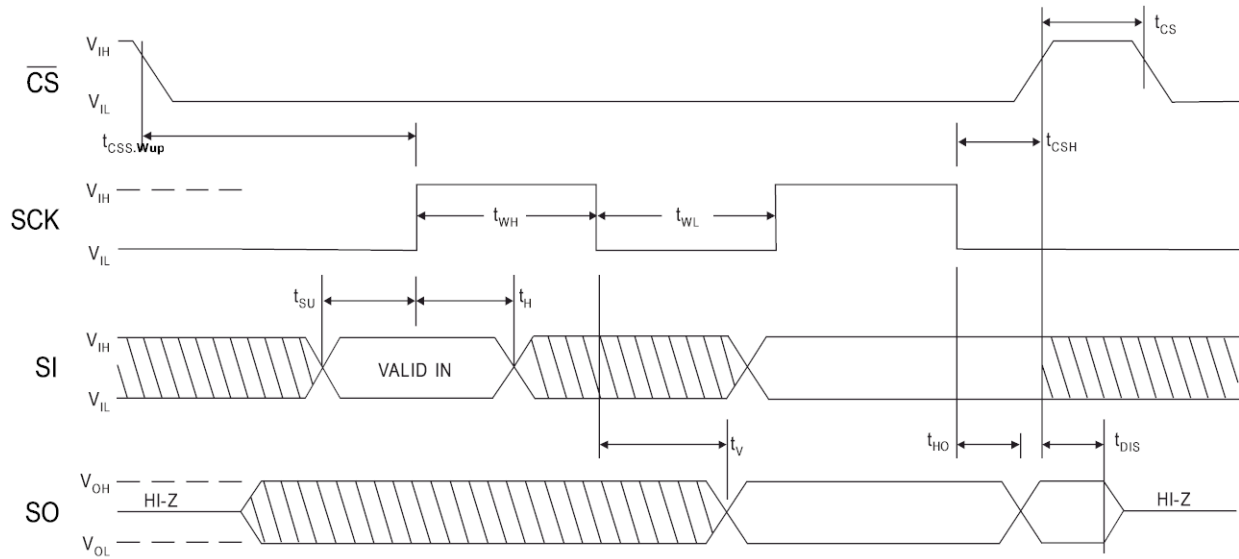 t_CS
V_IH
C̅S̅
V_IL
t_CSS.Wup
t_CSH
V_IH
SCK
t_WH
t_WL
V_IL
t_SU
t_H
V_IH
SI
VALID IN
V_IL
t_V
t_HO
t_DIS
V_OH
HI-Z
HI-Z
SO
V_OL